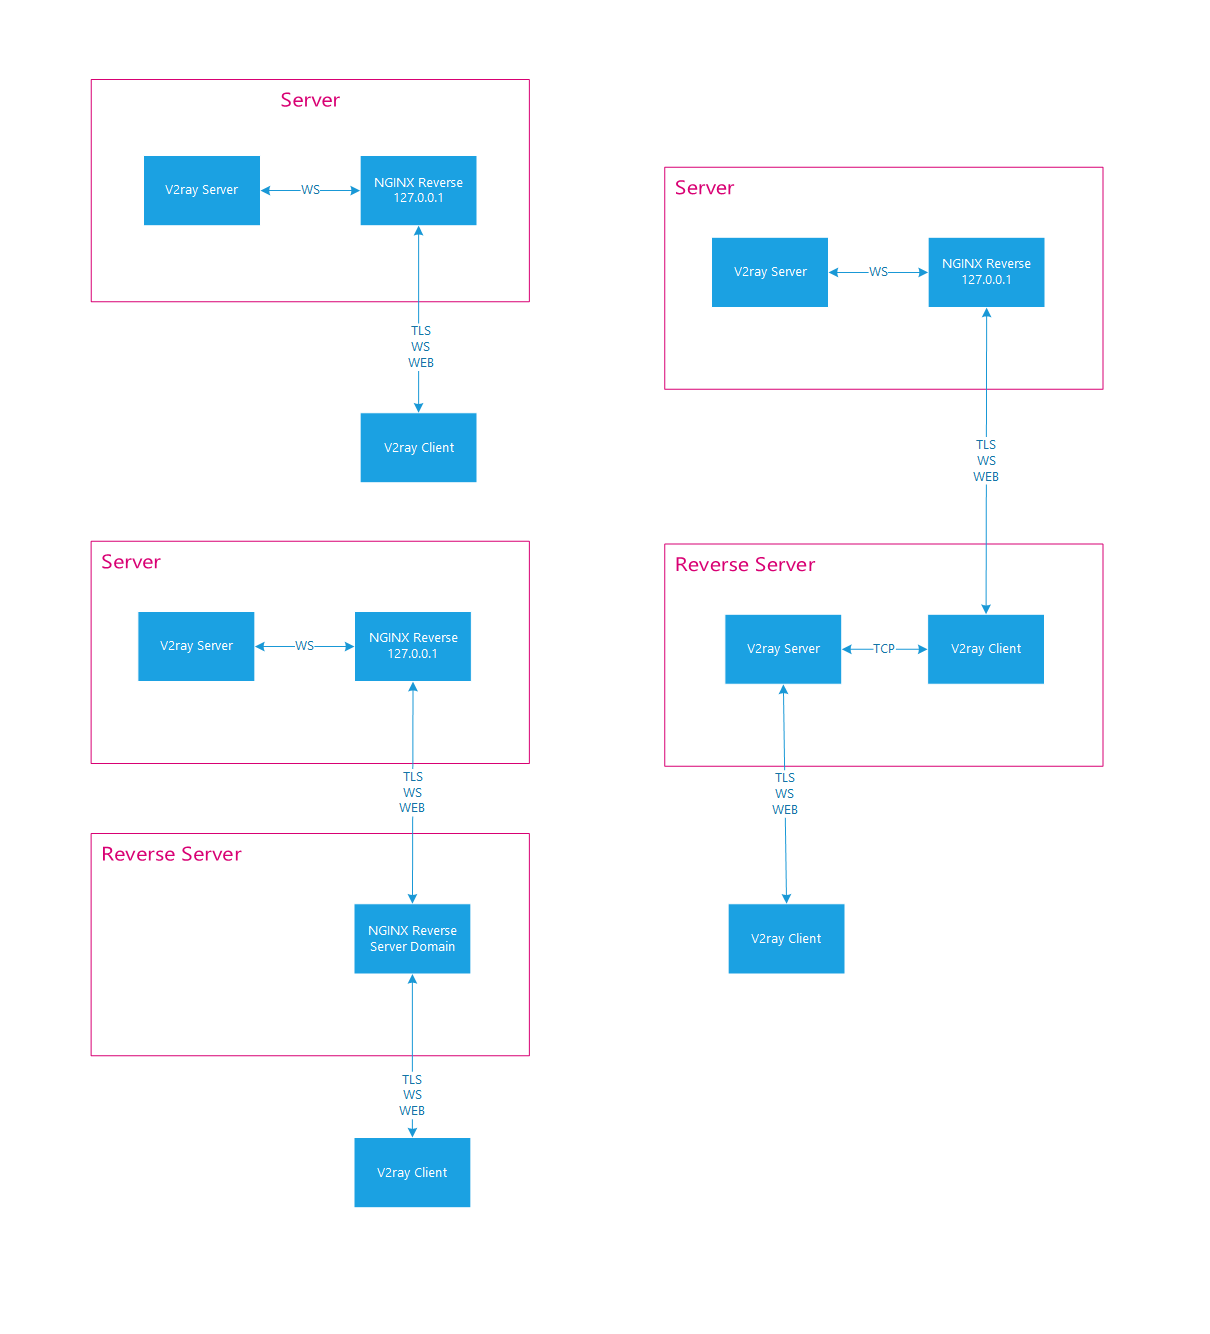 Server
V2ray Server
WS
NGINX Reverse
127.0.0.1
TLS
WS
WEB
V2ray Client
Server
V2ray Server
WS
NGINX Reverse
127.0.0.1
TLS
WS
WEB
Reverse Server
NGINX Reverse
Server Domain
TLS
WS
WEB
V2ray Client
Server
V2ray Server
WS
NGINX Reverse
127.0.0.1
TLS
WS
WEB
Reverse Server
V2ray Server
TCP
V2ray Client
TLS
WS
WEB
V2ray Client